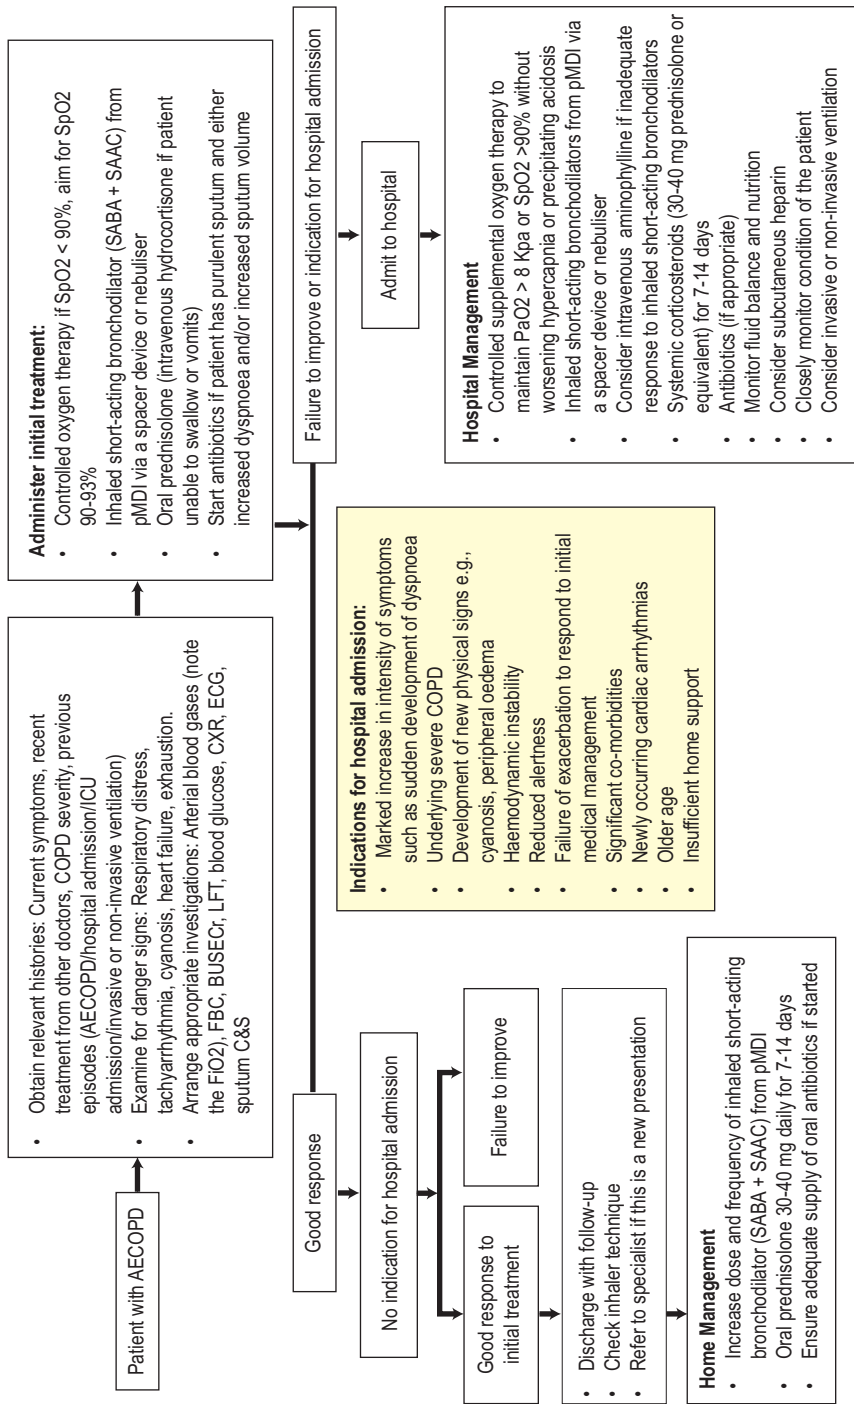 Patient with AECOPD
• Obtain relevant histories: Current symptoms, recent
treatment from other doctors, COPD severity, previous
episodes (AECOPD/hospital admission/ICU
admission/invasive or non-invasive ventilation)
• Examine for danger signs: Respiratory distress,
tachyarrhythmia, cyanosis, heart failure, exhaustion.
• Arrange appropriate investigations: Arterial blood gases (note
the FiO2), FBC, BUSECr, LFT, blood glucose, CXR, ECG,
sputum C&S
Administer initial treatment:
• Controlled oxygen therapy if SpO2 < 90%, aim for SpO2
90-93%
• Inhaled short-acting bronchodilator (SABA + SAAC) from
pMDI via a spacer device or nebuliser
• Oral prednisolone (intravenous hydrocortisone if patient
unable to swallow or vomits)
• Start antibiotics if patient has purulent sputum and either
increased dyspnoea and/or increased sputum volume
Good response
Failure to improve or indication for hospital admission
No indication for hospital admission
Admit to hospital
Good response to
initial treatment
Failure to improve
• Discharge with follow-up
• Check inhaler technique
• Refer to specialist if this is a new presentation
Home Management
• Increase dose and frequency of inhaled short-acting
bronchodilator (SABA + SAAC) from pMDI
• Oral prednisolone 30-40 mg daily for 7-14 days
• Ensure adequate supply of oral antibiotics if started
Indications for hospital admission:
• Marked increase in intensity of symptoms
such as sudden development of dyspnoea
• Underlying severe COPD
• Development of new physical signs e.g.,
cyanosis, peripheral oedema
• Haemodynamic instability
• Reduced alertness
• Failure of exacerbation to respond to initial
medical management
• Significant co-morbidities
• Newly occurring cardiac arrhythmias
• Older age
• Insufficient home support
Hospital Management
• Controlled supplemental oxygen therapy to
maintain PaO2 > 8 Kpa or SpO2 >90% without
worsening hypercapnia or precipitating acidosis
• Inhaled short-acting bronchodilators from pMDI via
a spacer device or nebuliser
• Consider intravenous aminophylline if inadequate
response to inhaled short-acting bronchodilators
• Systemic corticosteroids (30-40 mg prednisolone or
equivalent) for 7-14 days
• Antibiotics (if appropriate)
• Monitor fluid balance and nutrition
• Consider subcutaneous heparin
• Closely monitor condition of the patient
• Consider invasive or non-invasive ventilation